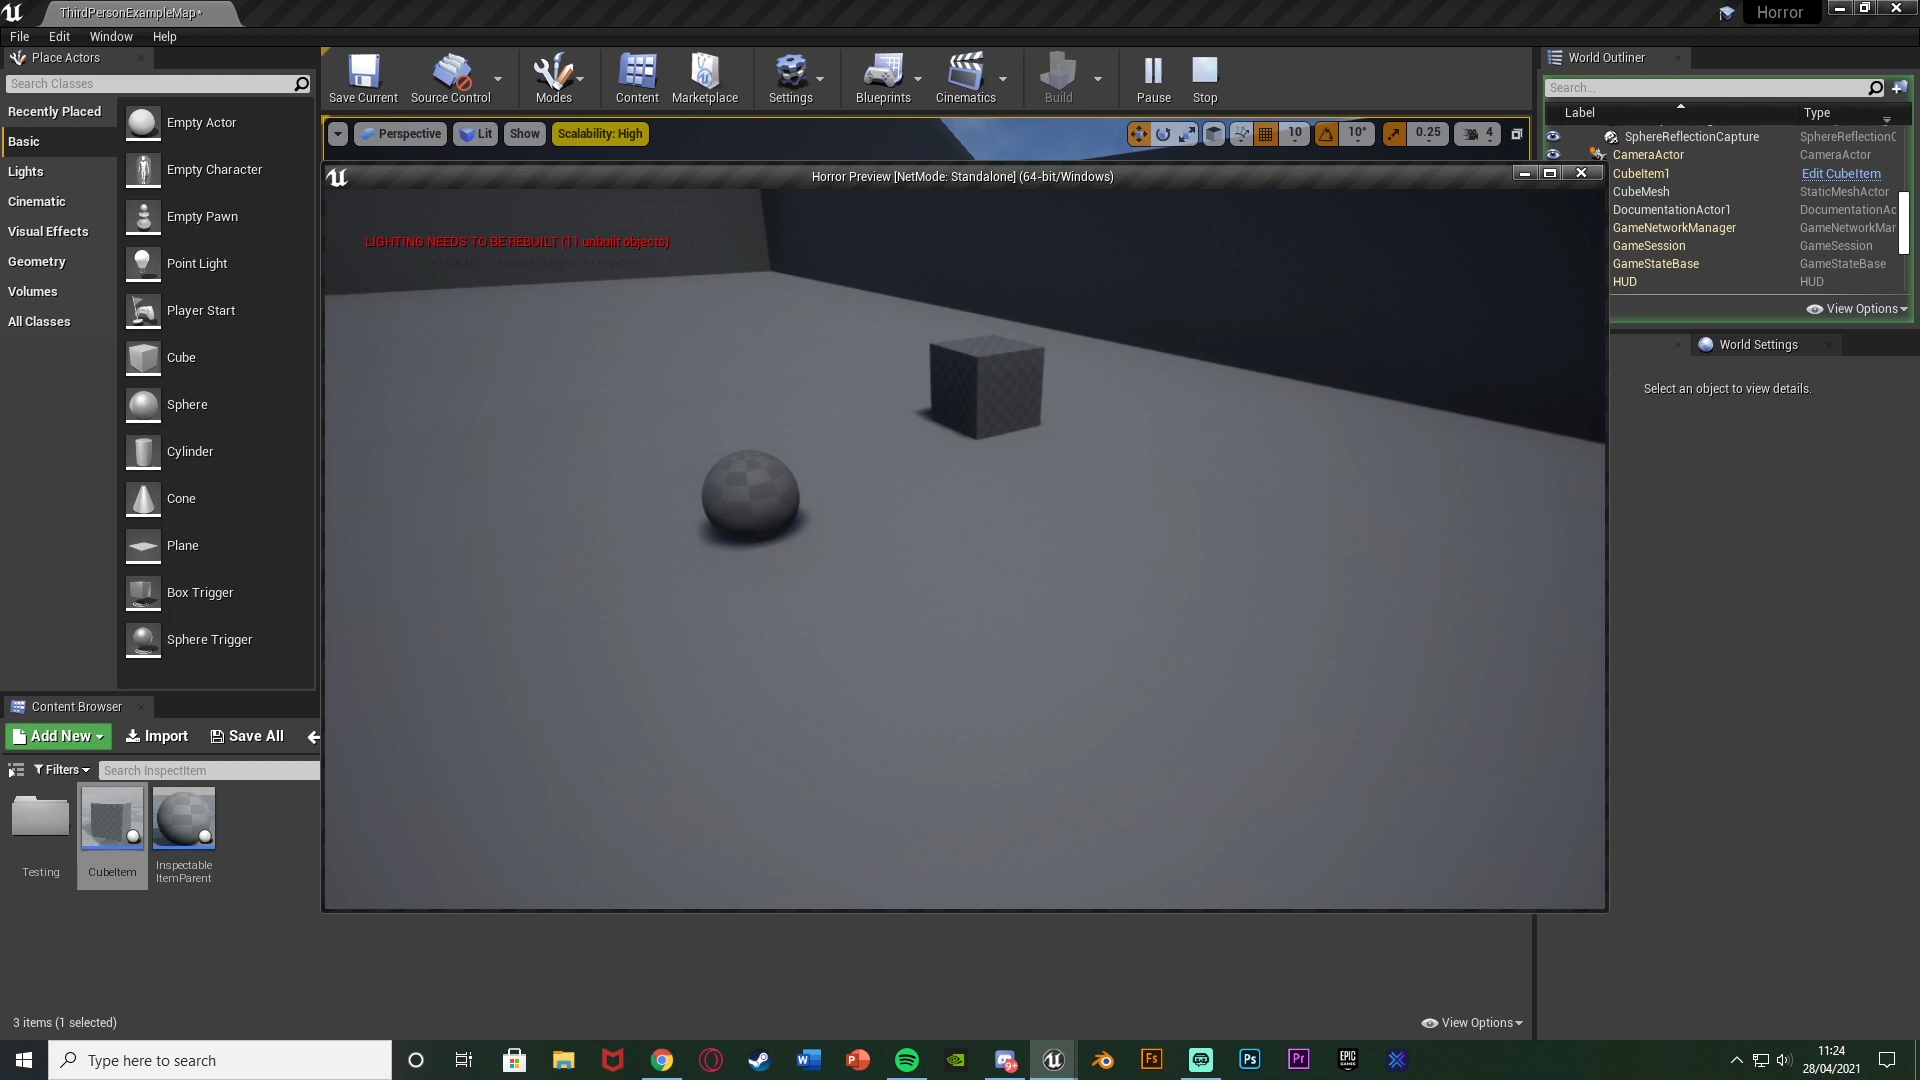 ThirdPersonExampleMap*
Horror
File Edit Window Help
Place Actors
Search Classes
Recently Placed
Basic
Lights
Cinematic
Visual Effects
Geometry
Volumes
All Classes
Empty Actor
Empty Character
Empty Pawn
Point Light
Player Start
Cube
Sphere
Cylinder
Cone
Plane
Box Trigger
Sphere Trigger
Save Current
Source Control
Modes
Content
Marketplace
Settings
Blueprints
Cinematics
Build
Pause
Stop
Perspective
Lit
Show
Scalability: High
10
10°
0.25
4
Horror Preview [NetMode: Standalone] (64-bit/Windows)
LIGHTING NEEDS TO BE REBUILT (11 unbuilt objects)
'DisableAllScreenMessages' to suppress
World Outliner
Search...
Label Type
SphereReflectionCapture SphereReflectionC
CameraActor CameraActor
CubeItem1 Edit CubeItem
CubeMesh StaticMeshActor
DocumentationActor1 DocumentationAc
GameNetworkManager GameNetworkMar
GameSession GameSession
GameStateBase GameStateBase
HUD HUD
View Options
World Settings
Select an object to view details.
Content Browser
Add New
Import
Save All
Filters
Search InspectItem
Testing
CubeItem
Inspectable
ItemParent
3 items (1 selected)
View Options
Type here to search
11:24
28/04/2021